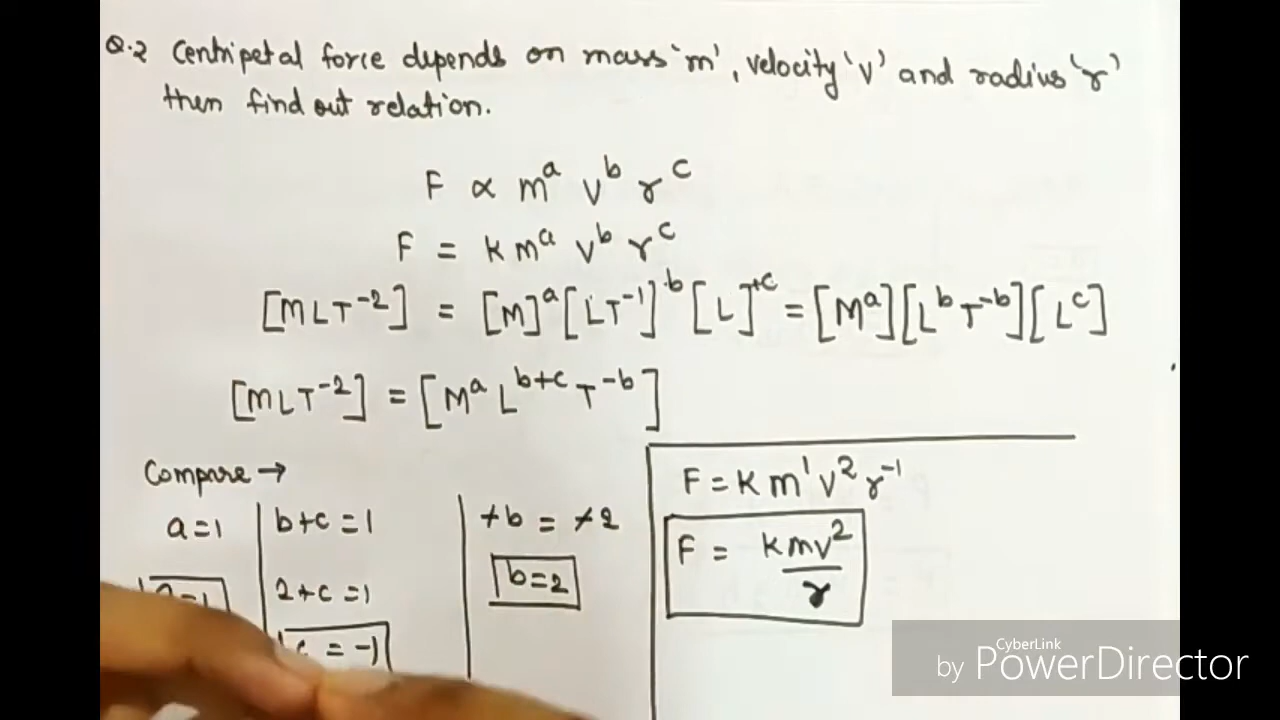 Q.2 Centripetal force depends on mass 'm', velocity 'v' and radius 'r'
then find out relation.
F ∝ m^a v^b r^c
F = k m^a v^b r^c
[MLT^-2] = [M]^a [LT^-1]^b [L]^+c = [M^a][L^b T^-b][L^c]
[MLT^-2] = [M^a L^b+c T^-b]
Compare →
a=1
b+c=1
2+c=1
c = -1
+b = +2
b=2
F = k m^1 v^2 r^-1
F = kmv^2/r
CyberLink
by PowerDirector